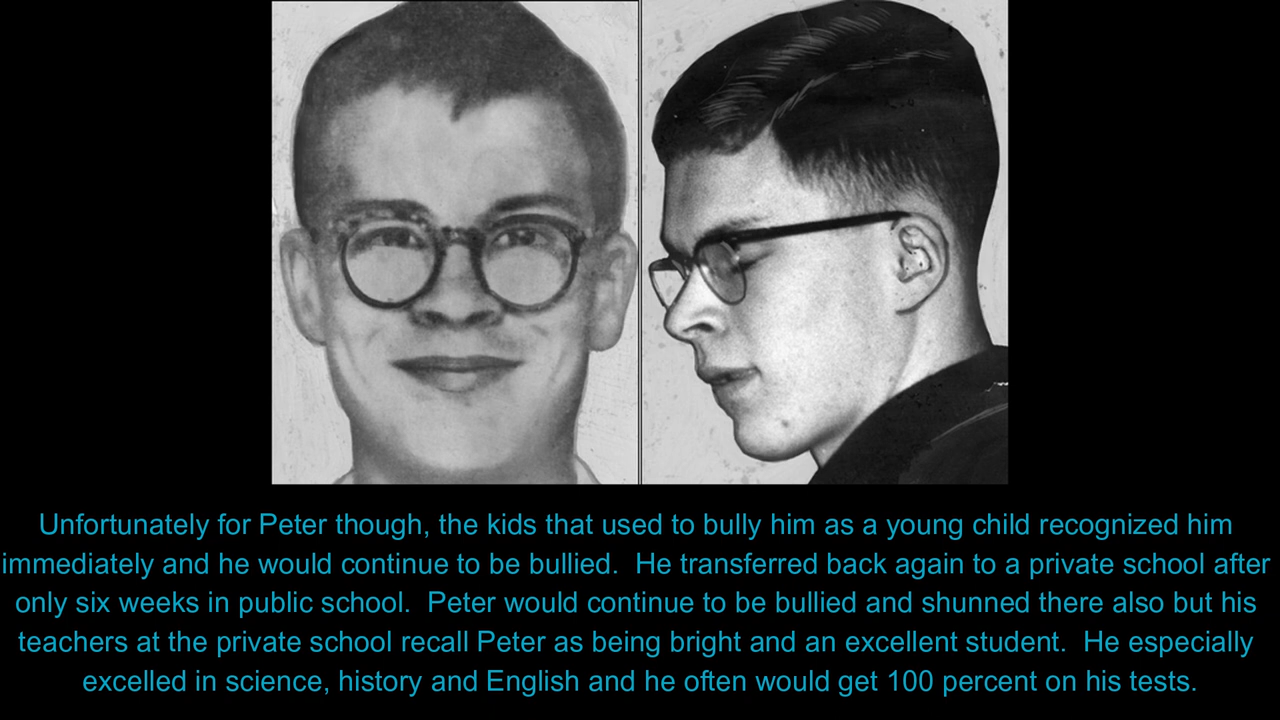 Unfortunately for Peter though, the kids that used to bully him as a young child recognized him
immediately and he would continue to be bullied.  He transferred back again to a private school after
only six weeks in public school.  Peter would continue to be bullied and shunned there also but his
teachers at the private school recall Peter as being bright and an excellent student.  He especially
excelled in science, history and English and he often would get 100 percent on his tests.